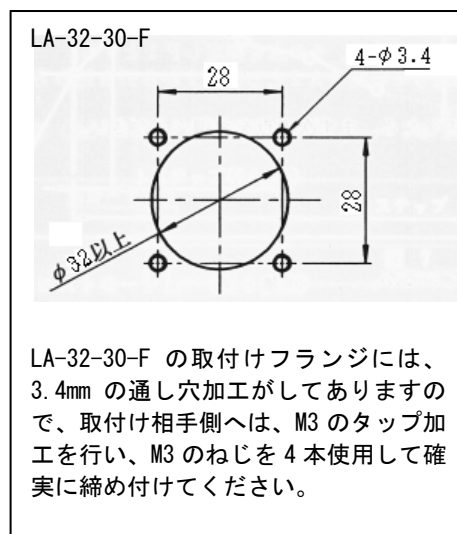 LA-32-30-F
4-φ3.4
28
28
φ32以上
LA-32-30-F の取付けフランジには、
3.4mm の通し穴加工がしてありますの
で、取付け相手側へは、M3 のタップ加
工を行い、M3 のねじを 4 本使用して確
実に締め付けてください。